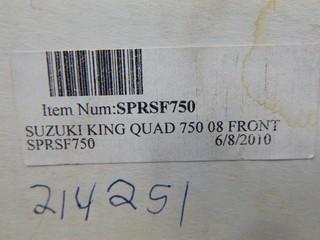 Item Num:SPRSF750
SUZUKI KING QUAD 750 08 FRONT
SPRSF750 6/8/2010
214251